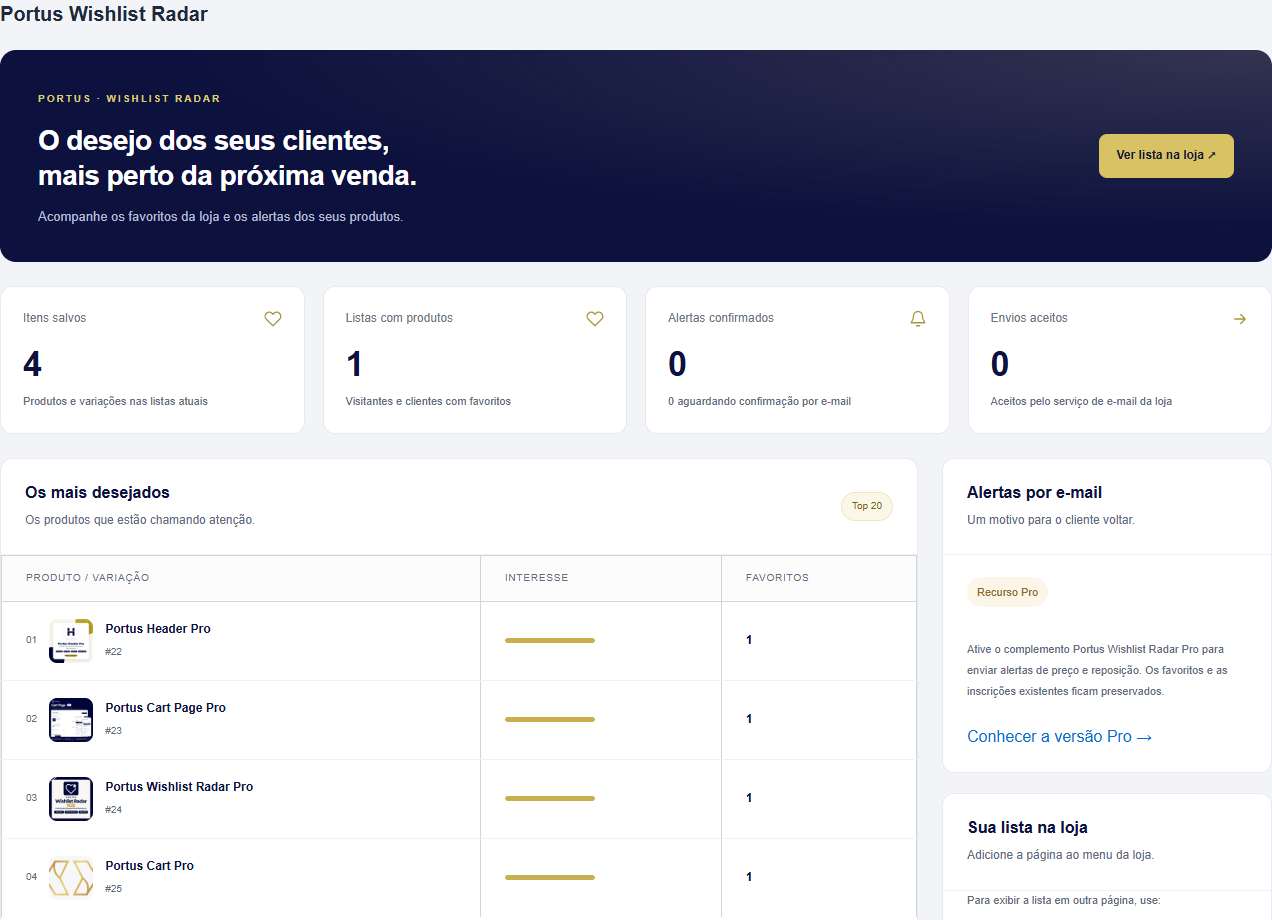 Portus Wishlist Radar
PORTUS · WISHLIST RADAR
O desejo dos seus clientes,
mais perto da próxima venda.
Acompanhe os favoritos da loja e os alertas dos seus produtos.
Ver lista na loja ↗
Itens salvos
4
Produtos e variações nas listas atuais
Listas com produtos
1
Visitantes e clientes com favoritos
Alertas confirmados
0
0 aguardando confirmação por e-mail
Envios aceitos
0
Aceitos pelo serviço de e-mail da loja
Os mais desejados
Os produtos que estão chamando atenção.
Top 20
PRODUTO / VARIAÇÃO
INTERESSE
FAVORITOS
01
H
Portus Header Pro
#22
1
02
Cart Page
Portus Cart Page Pro
#23
1
03
Wishlist Radar
Portus Wishlist Radar Pro
#24
1
04
Portus Cart Pro
#25
1
Alertas por e-mail
Um motivo para o cliente voltar.
Recurso Pro
Ative o complemento Portus Wishlist Radar Pro para
enviar alertas de preço e reposição. Os favoritos e as
inscrições existentes ficam preservados.
Conhecer a versão Pro →
Sua lista na loja
Adicione a página ao menu da loja.
Para exibir a lista em outra página, use: